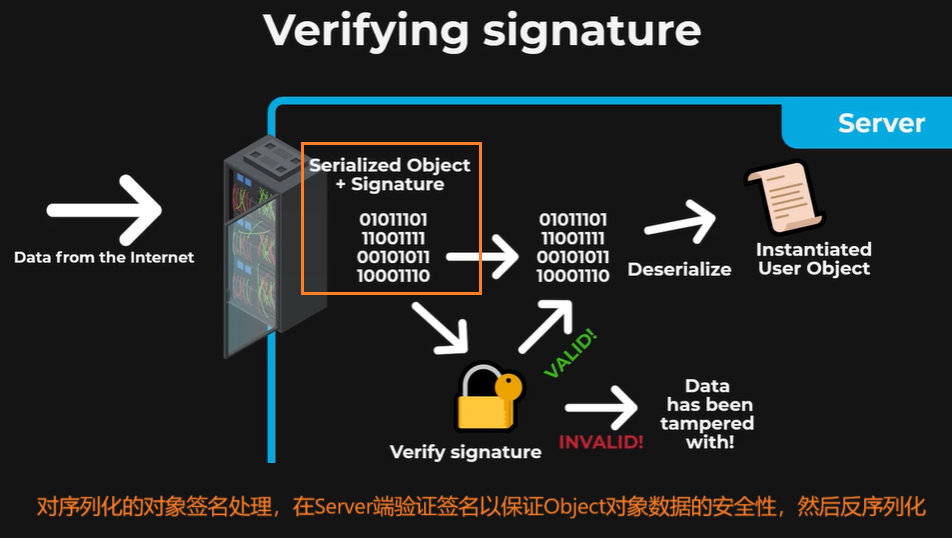 Verifying signature
Server
Serialized Object
+ Signature
01011101
11001111
00101011
10001110
01011101
11001111
00101011
10001110
Data from the Internet
Deserialize
Instantiated
User Object
VALID!
Verify signature
INVALID!
Data
has been
tampered
with!
对序列化的对象签名处理，在Server端验证签名以保证Object对象数据的安全性，然后反序列化